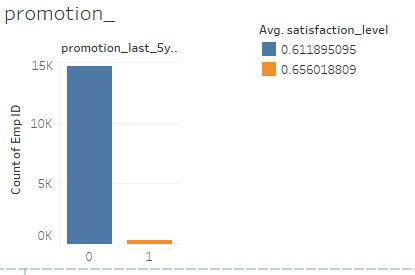 promotion_
promotion_last_5y..
Avg. satisfaction_level
0.611895095
0.656018809
Count of Emp ID
15K
10K
5K
0K
0
1